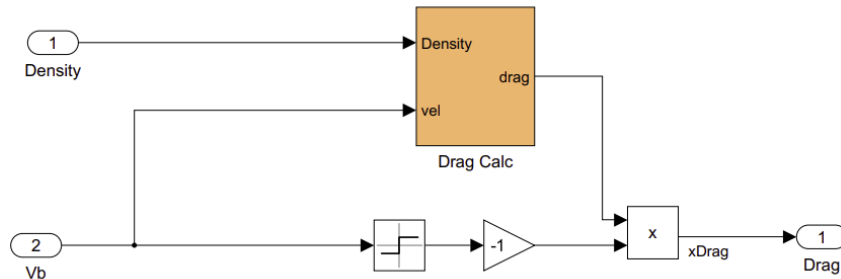 1
Density
Density
drag
vel
Drag Calc
2
Vb
-1
x
xDrag
1
Drag